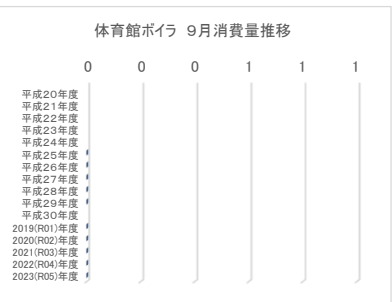 体育館ボイラ ９月消費量推移
0 0 0 1 1 1
平成20年度
平成21年度
平成22年度
平成23年度
平成24年度
平成25年度
平成26年度
平成27年度
平成28年度
平成29年度
平成30年度
2019(R01)年度
2020(R02)年度
2021(R03)年度
2022(R04)年度
2023(R05)年度